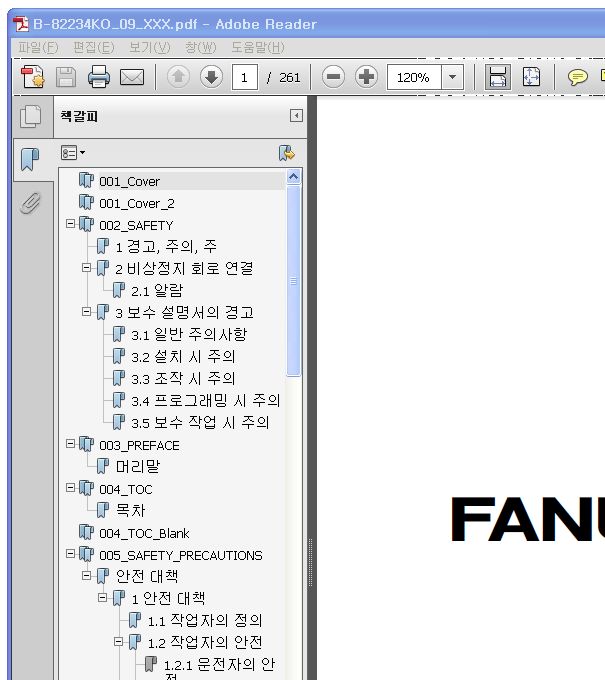 B-82234KO_09_XXX.pdf - Adobe Reader
파일(F) 편집(E) 보기(V) 창(W) 도움말(H)
1 / 261 120%
책갈피
001_Cover
001_Cover_2
002_SAFETY
1 경고, 주의, 주
2 비상정지 회로 연결
2.1 알람
3 보수 설명서의 경고
3.1 일반 주의사항
3.2 설치 시 주의
3.3 조작 시 주의
3.4 프로그래밍 시 주의
3.5 보수 작업 시 주의
003_PREFACE
머리말
004_TOC
목차
004_TOC_Blank
005_SAFETY_PRECAUTIONS
안전 대책
1 안전 대책
1.1 작업자의 정의
1.2 작업자의 안전
1.2.1 운전자의 안
전
FANU